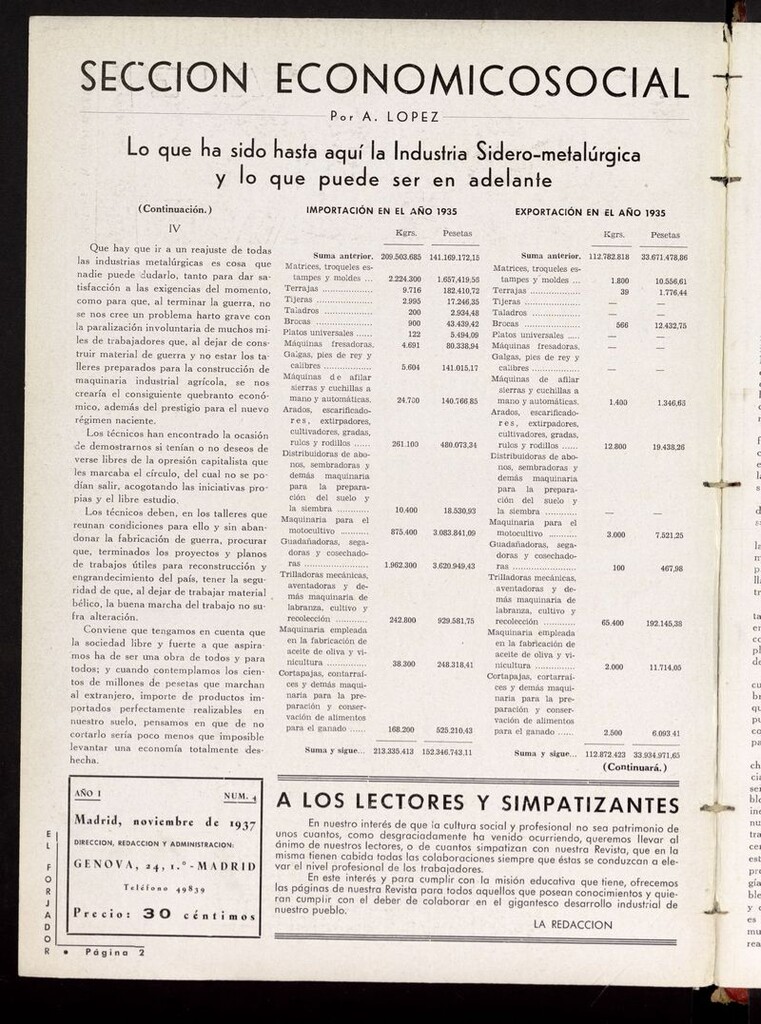 SECCION ECONOMICOSOCIAL
Por A. LOPEZ
Lo que ha sido hasta aquí la Industria Sidero-metalúrgica
y lo que puede ser en adelante
(Continuación.)
IV
Que hay que ir a un reajuste de todas
las industrias metalúrgicas es cosa que
nadie puede dudarlo, tanto para dar sa-
tisfacción a las exigencias del momento,
como para que, al terminar la guerra, no
se nos cree un problema harto grave con
la paralización involuntaria de muchos mi-
les de trabajadores que, al dejar de cons-
truir material de guerra y no estar los ta-
lleres preparados para la construcción de
maquinaria industrial agrícola, se nos
crearía el consiguiente quebranto econó-
mico, además del prestigio para el nuevo
régimen naciente.
Los técnicos han encontrado la ocasión
de demostrarnos si tenían o no deseos de
verse libres de la opresión capitalista que
les marcaba el círculo, del cual no se po-
dían salir, acogotando las iniciativas pro-
pias y el libre estudio.
Los técnicos deben, en los talleres que
reunan condiciones para ello y sin aban-
donar la fabricación de guerra, procurar
que, terminados los proyectos y planos
de trabajos útiles para reconstrucción y
engrandecimiento del país, tener la segu-
ridad de que, al dejar de trabajar material
bélico, la buena marcha del trabajo no su-
fra alteración.
Conviene que tengamos en cuenta que
la sociedad libre y fuerte a que aspira-
mos ha de ser una obra de todos y para
todos; y cuando contemplamos los cien-
tos de millones de pesetas que marchan
al extranjero, importe de productos im-
portados perfectamente realizables en
nuestro suelo, pensamos en que de no
cortarlo sería poco menos que imposible
levantar una economía totalmente des-
hecha.
IMPORTACIÓN EN EL AÑO 1935
Kgrs. Pesetas
Suma anterior. 209.503.685 141.169.172,15
Matrices, troqueles es-
tampes y moldes ... 2.224.300 1.657.419,56
Terrajas .................. 9.716 182.410,72
Tijeras .................. 2.995 17.246,35
Taladros .................. 200 2.934,48
Brocas .................. 900 43.439,42
Platos universales ...... 122 5.494,09
Máquinas fresadoras. 4.691 80.338,94
Galgas, pies de rey y
calibres .................. 5.604 141.015,17
Máquinas de afilar
sierras y cuchillas a
mano y automáticas. 24.700 140.766,85
Arados, escarificado-
res, extirpadores,
cultivadores, gradas,
rulos y rodillos ...... 261.100 480.073,34
Distribuidoras de abo-
nos, sembradoras y
demás maquinaria
para la prepara-
ción del suelo y
la siembra ............ 10.400 18.530,93
Maquinaria para el
motocultivo ............ 875.400 3.083.841,09
Guadañadoras, sega-
doras y cosechado-
ras ........................ 1.962.300 3.620.949,43
Trilladoras mecánicas,
aventadoras y de-
más maquinaria de
labranza, cultivo y
recolección ............ 242.800 929.581,75
Maquinaria empleada
en la fabricación de
aceite de oliva y vi-
nicultura ............... 38.300 248.318,41
Cortapajas, contarraí-
ces y demás maqui-
naria para la pre-
paración y conser-
vación de alimentos
para el ganado ...... 168.200 525.210,43
Suma y sigue... 213.335.413 152.346.743,11
EXPORTACIÓN EN EL AÑO 1935
Kgrs. Pesetas
Suma anterior. 112.782.818 33.671.478,86
Matrices, troqueles es-
tampes y moldes ... 1.800 10.556,61
Terrajas .................. 39 1.776,44
Tijeras .................. — —
Taladros .................. — —
Brocas .................. 566 12.432,75
Platos universales ..... — —
Máquinas fresadoras. — —
Galgas, pies de rey y
calibres .................. — —
Máquinas de afilar
sierras y cuchillas a
mano y automáticas. 1.400 1.346,65
Arados, escarificado-
res, extirpadores,
cultivadores, gradas,
rulos y rodillos ...... 12.800 19.438,26
Distribuidoras de abo-
nos, sembradoras y
demás maquinaria
para la prepara-
ción del suelo y
la siembra ............ — —
Maquinaria para el
motocultivo ............ 3.000 7.521,25
Guadañadoras, sega-
doras y cosechado-
ras ........................ 100 467,98
Trilladoras mecánicas,
aventadoras y de-
más maquinaria de
labranza, cultivo y
recolección ............ 65.400 192.145,38
Maquinaria empleada
en la fabricación de
aceite de oliva y vi-
nicultura ............... 2.000 11.714,05
Cortapajas, contarraí-
ces y demás maqui-
naria para la pre-
paración y conser-
vación de alimentos
para el ganado ...... 2.500 6.093,41
Suma y sigue... 112.872.423 33.934.971,65
(Continuará.)
AÑO I NUM. 4
Madrid, noviembre de 1937
DIRECCION, REDACCION Y ADMINISTRACION:
GENOVA, 24, 1.º - MADRID
Teléfono 49839
Precio: 30 céntimos
EL FORJADOR • Página 2
A LOS LECTORES Y SIMPATIZANTES
En nuestro interés de que la cultura social y profesional no sea patrimonio de
unos cuantos, como desgraciadamente ha venido ocurriendo, queremos llevar al
ánimo de nuestros lectores, o de cuantos simpatizan con nuestra Revista, que en la
misma tienen cabida todas las colaboraciones siempre que éstas se conduzcan a ele-
var el nivel profesional de los trabajadores.
En este interés y para cumplir con la misión educativa que tiene, ofrecemos
las páginas de nuestra Revista para todos aquellos que posean conocimientos y quie-
ran cumplir con el deber de colaborar en el gigantesco desarrollo industrial de
nuestro pueblo.
LA REDACCION